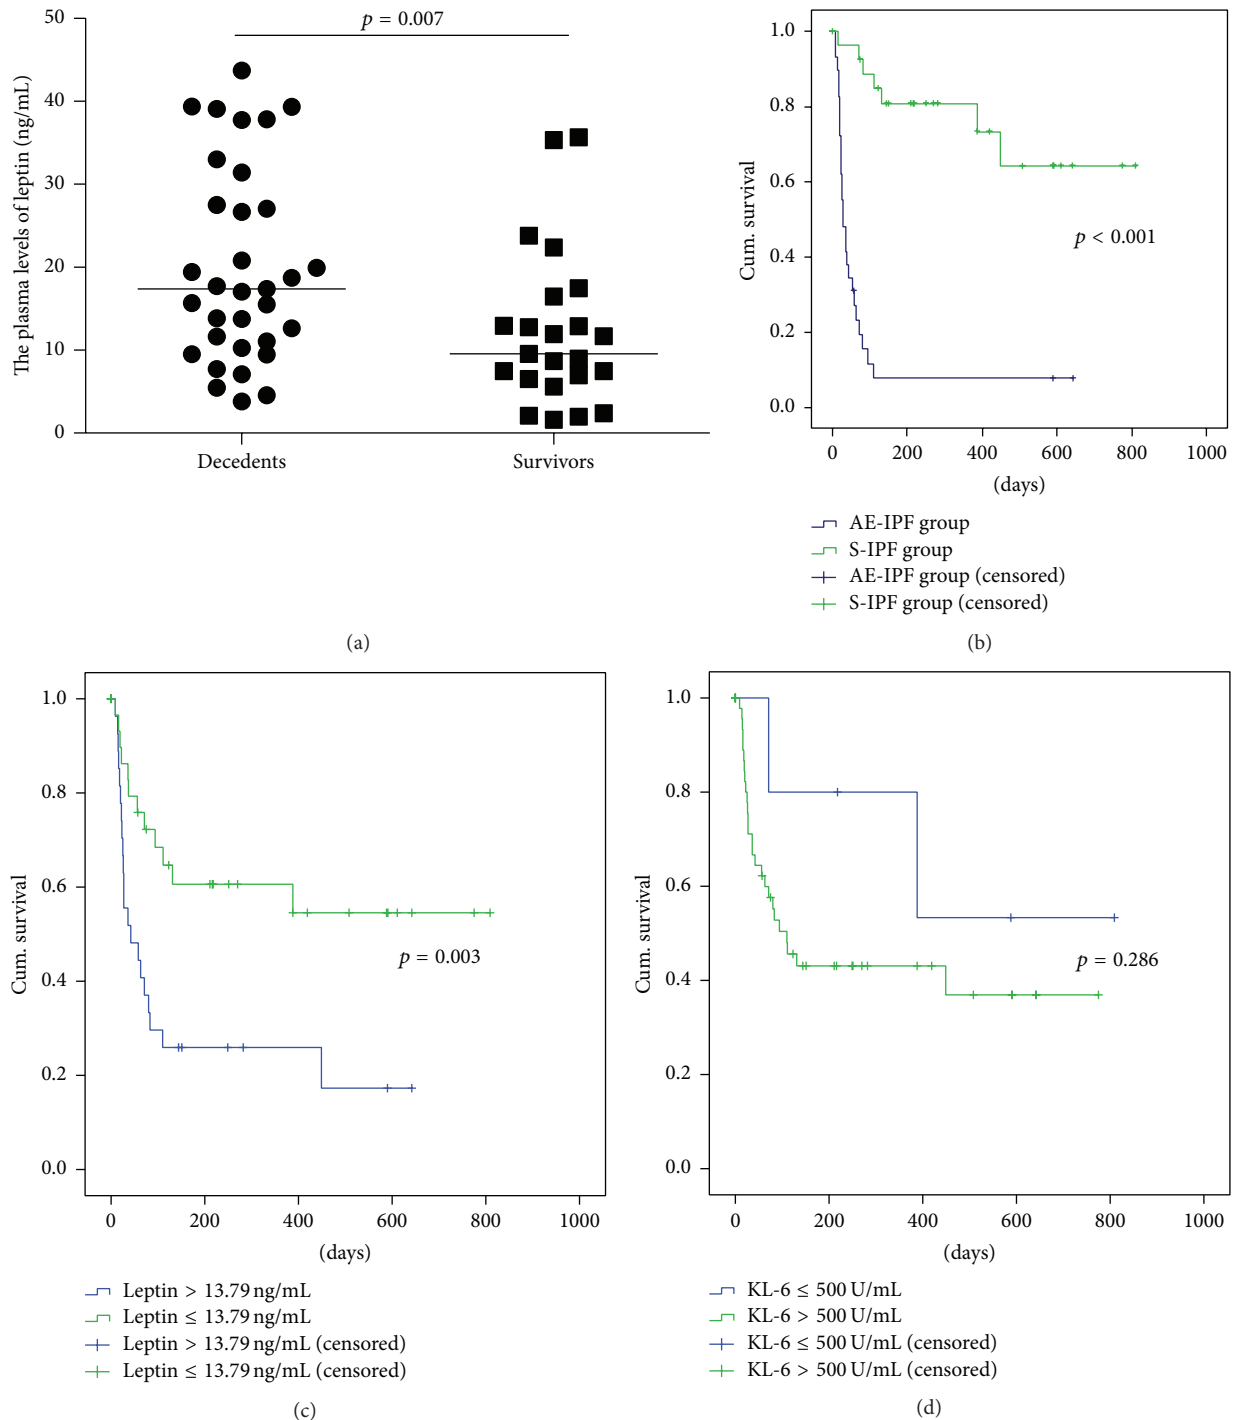 50
40
30
20
10
0
The plasma levels of leptin (ng/mL)
p = 0.007
Decedents
Survivors
(a)
1.0
0.8
0.6
0.4
0.2
0.0
Cum. survival
p < 0.001
0 200 400 600 800 1000
(days)
AE-IPF group
S-IPF group
AE-IPF group (censored)
S-IPF group (censored)
(b)
1.0
0.8
0.6
0.4
0.2
0.0
Cum. survival
p = 0.003
0 200 400 600 800 1000
(days)
Leptin > 13.79 ng/mL
Leptin ≤ 13.79 ng/mL
Leptin > 13.79 ng/mL (censored)
Leptin ≤ 13.79 ng/mL (censored)
(c)
1.0
0.8
0.6
0.4
0.2
0.0
Cum. survival
p = 0.286
0 200 400 600 800 1000
(days)
KL-6 ≤ 500 U/mL
KL-6 > 500 U/mL
KL-6 ≤ 500 U/mL (censored)
KL-6 > 500 U/mL (censored)
(d)